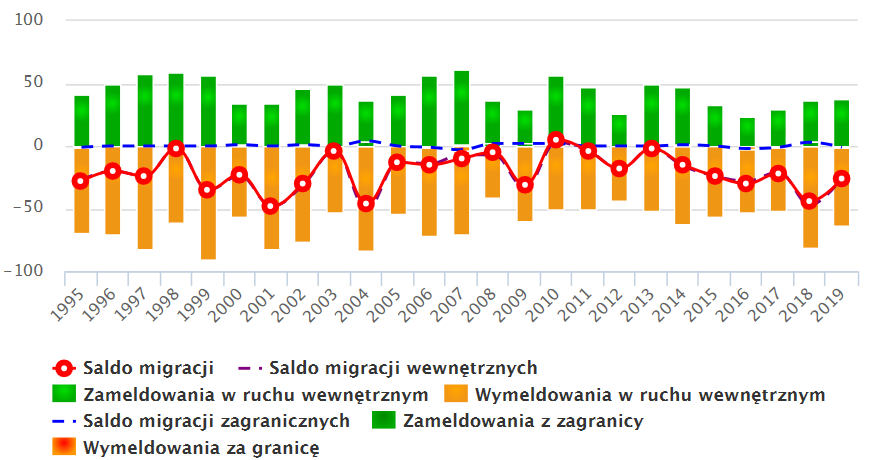 100
50
0
-50
-100
1995 1996 1997 1998 1999 2000 2001 2002 2003 2004 2005 2006 2007 2008 2009 2010 2011 2012 2013 2014 2015 2016 2017 2018 2019
Saldo migracji Saldo migracji wewnętrznych
Zameldowania w ruchu wewnętrznym Wymeldowania w ruchu wewnętrznym
Saldo migracji zagranicznych Zameldowania z zagranicy
Wymeldowania za granicę